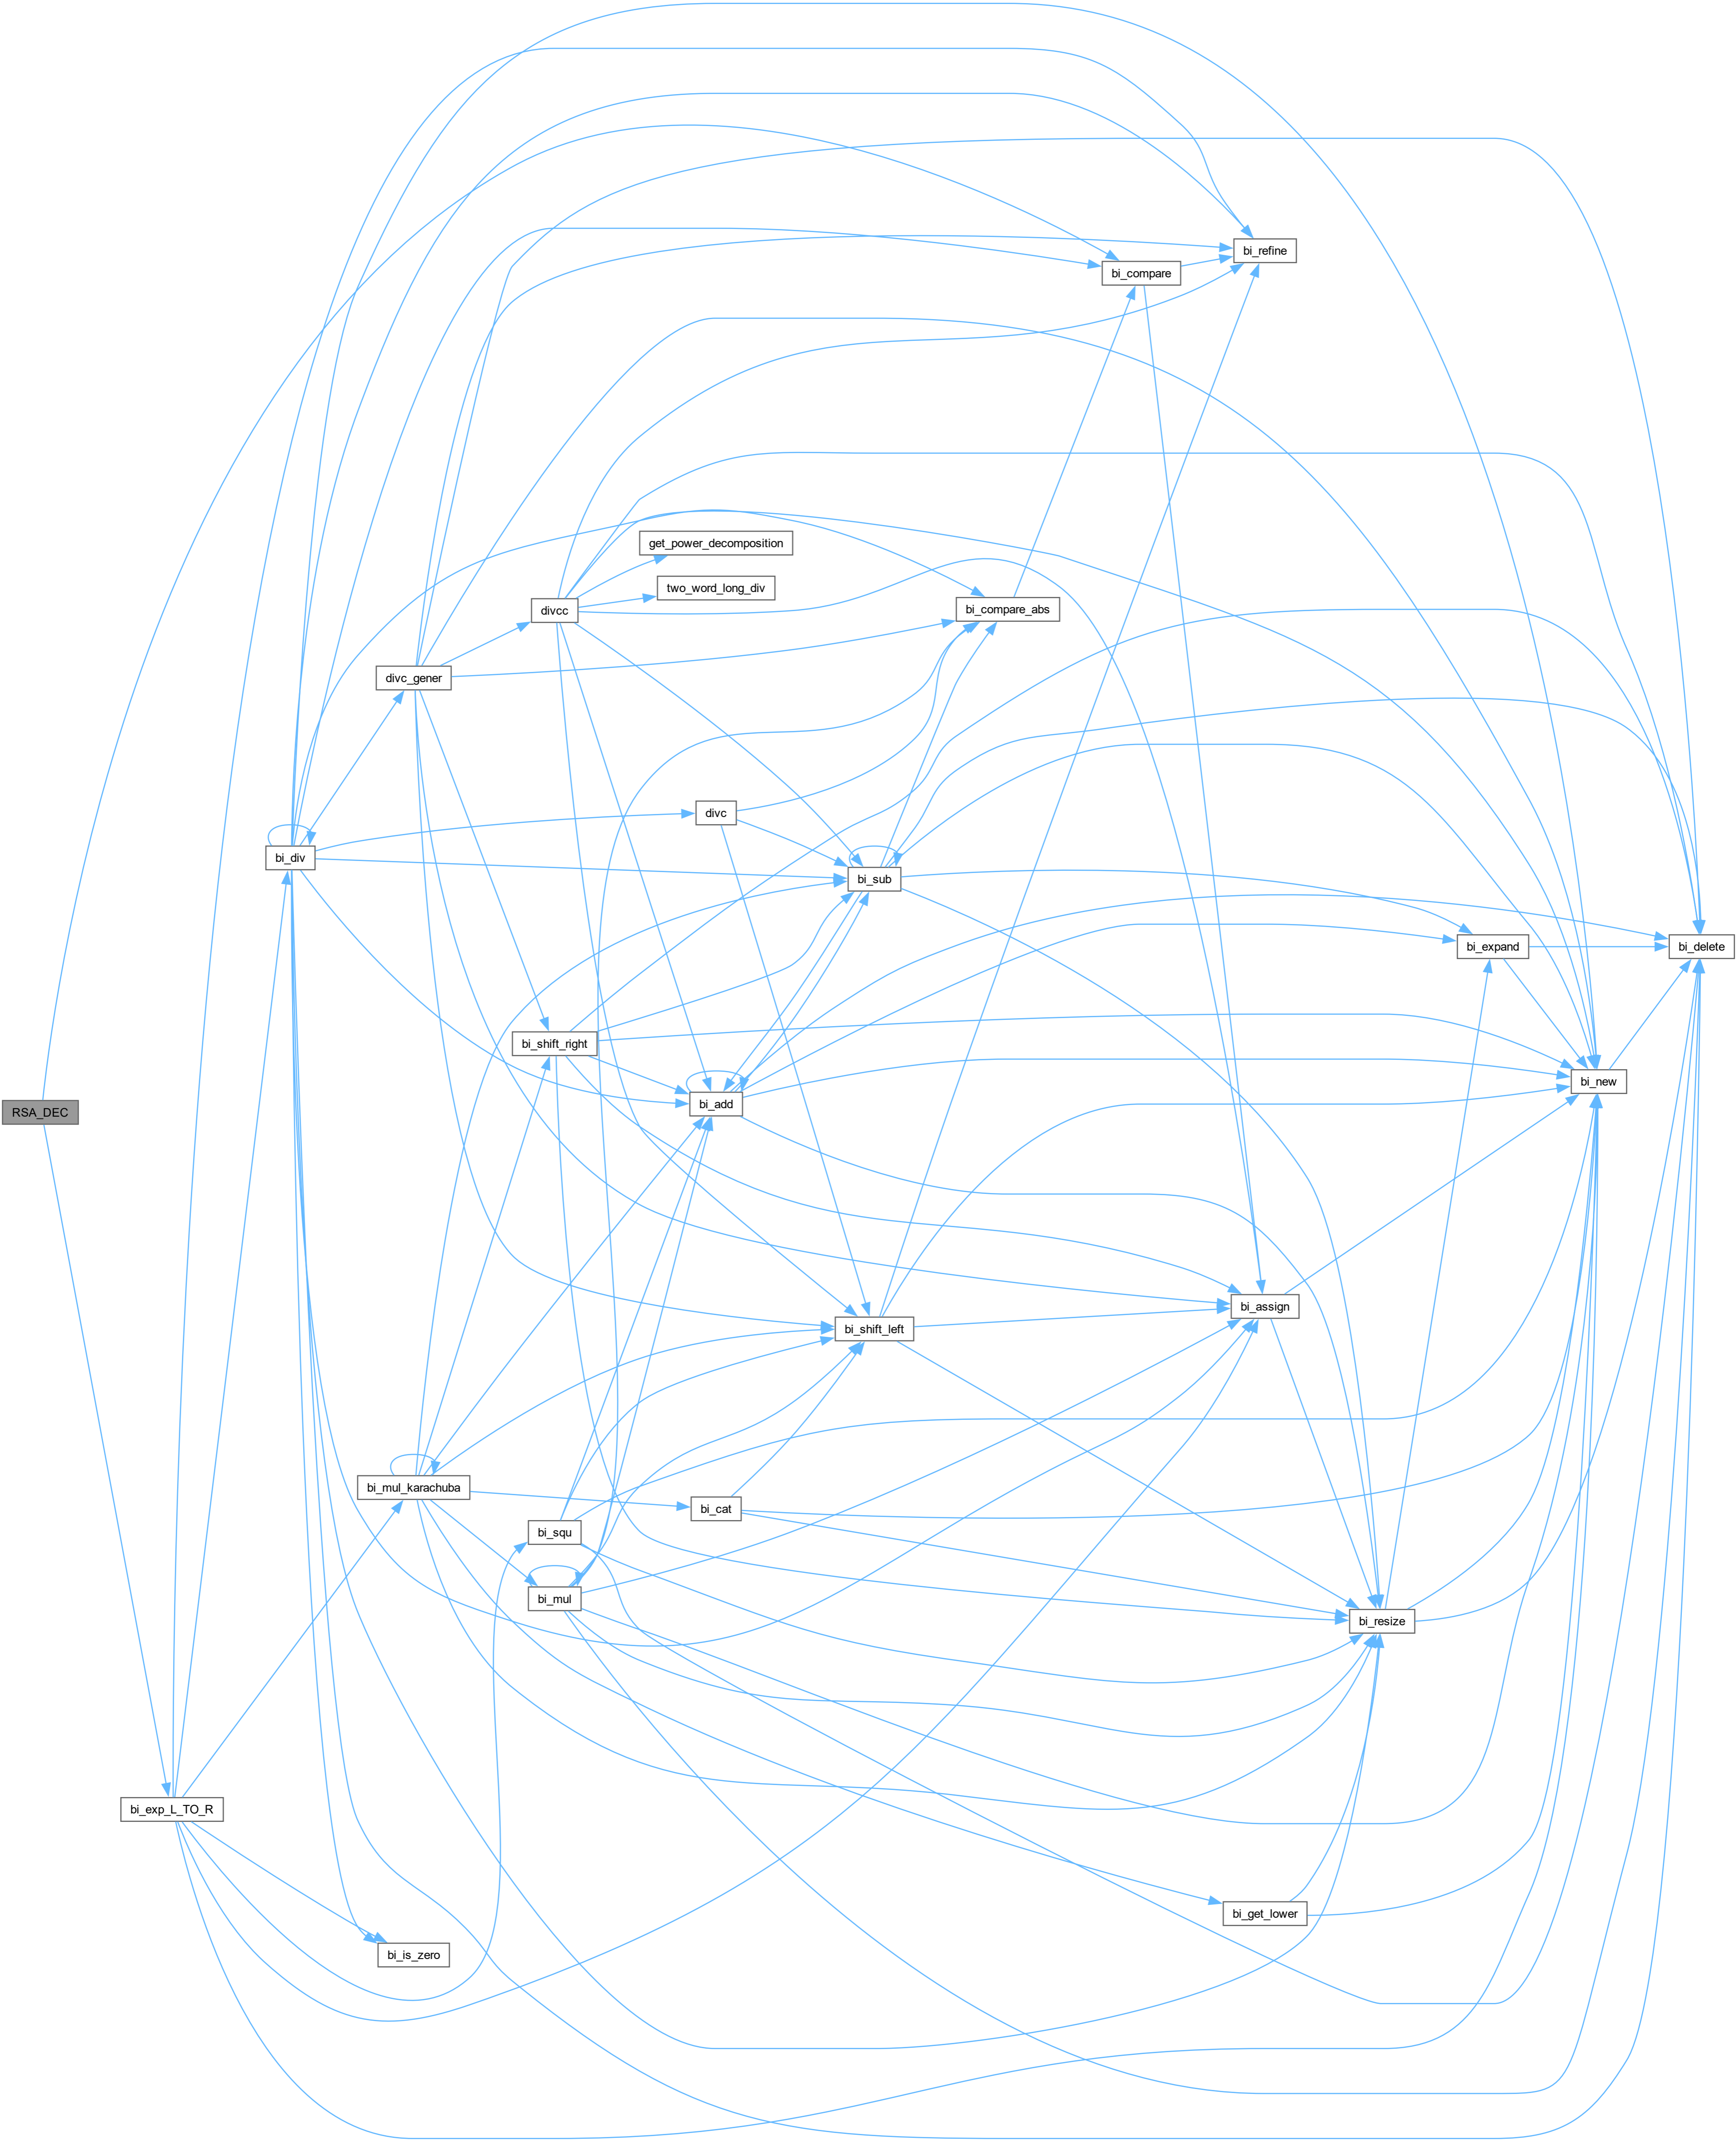 bi_refine
bi_compare
get_power_decomposition
two_word_long_div
divcc
bi_compare_abs
divc_gener
divc
bi_div
bi_sub
bi_expand
bi_delete
bi_shift_right
bi_new
bi_add
RSA_DEC
bi_assign
bi_shift_left
bi_mul_karachuba
bi_cat
bi_squ
bi_mul
bi_resize
bi_exp_L_TO_R
bi_get_lower
bi_is_zero